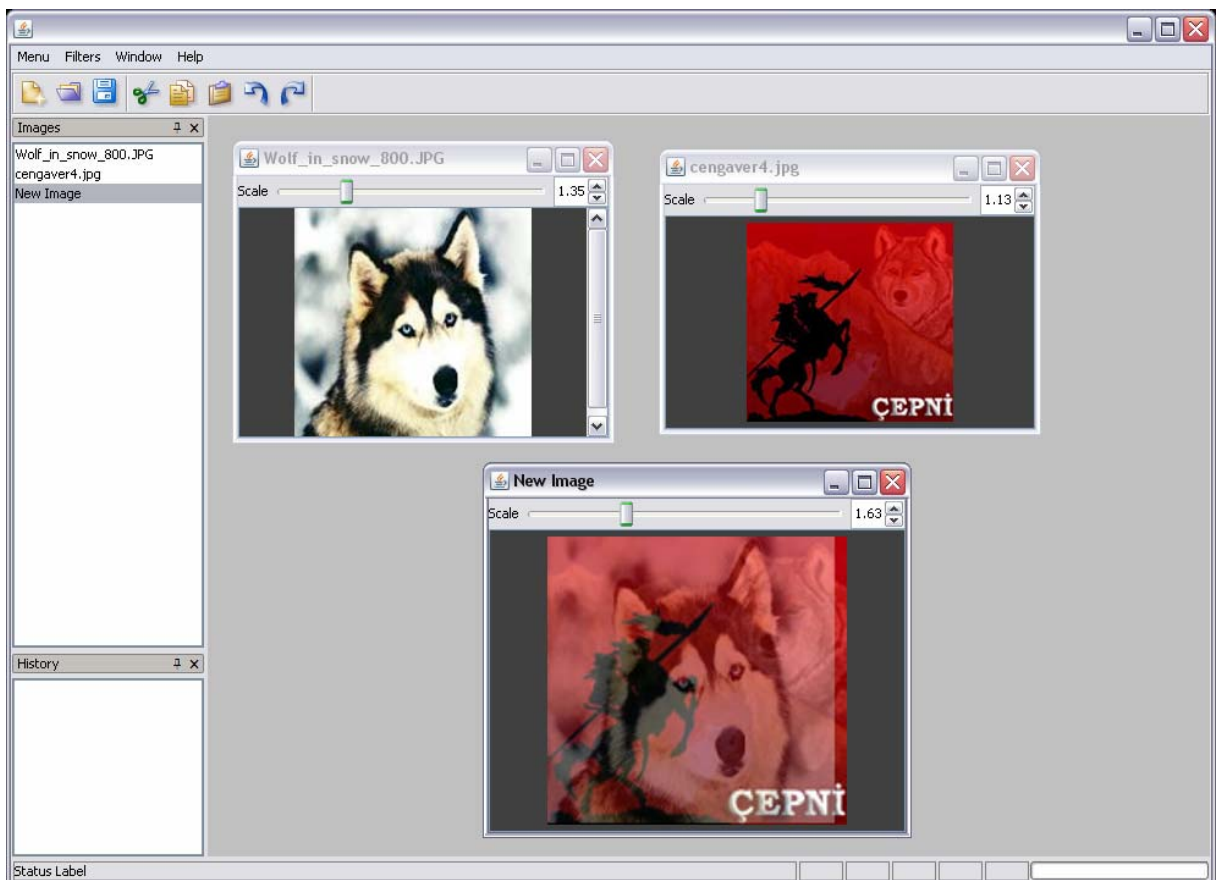 Menu Filters Window Help
Images
Wolf_in_snow_800.JPG
cengaver4.jpg
New Image
Wolf_in_snow_800.JPG
Scale 1.35
cengaver4.jpg
Scale 1.13
ÇEPNİ
New Image
Scale 1.63
ÇEPNİ
History
Status Label